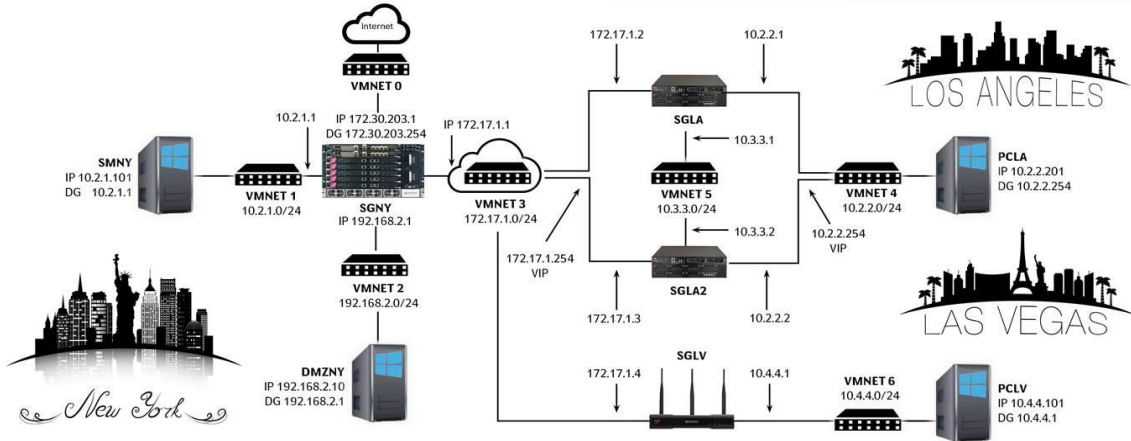 internet
VMNET 0
IP 172.30.203.1
DG 172.30.203.254
10.2.1.1
IP 172.17.1.1
SMNY
IP 10.2.1.101
DG 10.2.1.1
VMNET 1
10.2.1.0/24
SGNY
IP 192.168.2.1
VMNET 3
172.17.1.0/24
VMNET 2
192.168.2.0/24
DMZNY
IP 192.168.2.10
DG 192.168.2.1
New York
172.17.1.2
10.2.2.1
SGLA
10.3.3.1
VMNET 5
10.3.3.0/24
10.3.3.2
172.17.1.254
VIP
10.2.2.254
VIP
SGLA2
172.17.1.3
10.2.2.2
VMNET 4
10.2.2.0/24
LOS ANGELES
PCLA
IP 10.2.2.201
DG 10.2.2.254
LAS VEGAS
172.17.1.4
SGLV
10.4.4.1
VMNET 6
10.4.4.0/24
PCLV
IP 10.4.4.101
DG 10.4.4.1